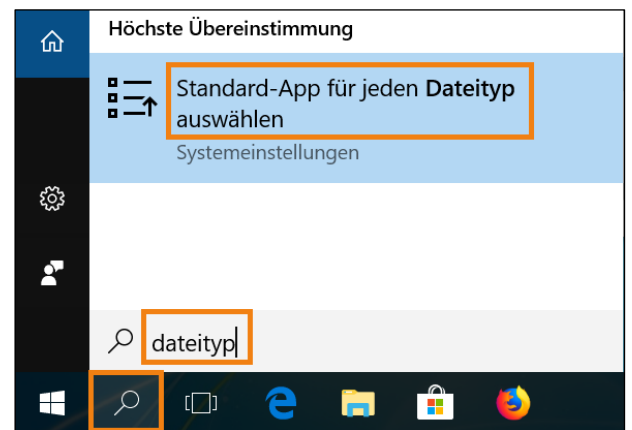 Höchste Übereinstimmung
Standard-App für jeden Dateityp
auswählen
Systemeinstellungen
dateityp